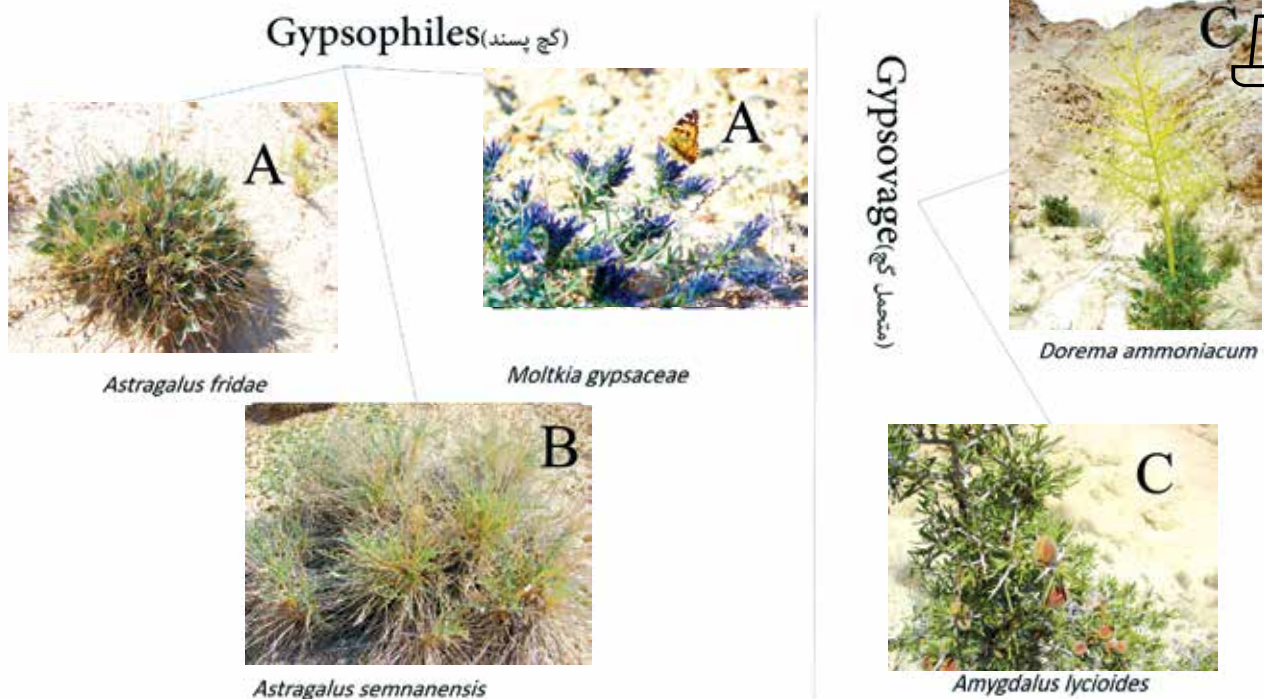 Gypsophiles(گچ پسند)
A
A
Astragalus fridae
Moltkia gypsaceae
B
Astragalus semnanensis
Gypsovage(متحمل گچ)
C
Dorema ammoniacum
C
Amygdalus lycioides